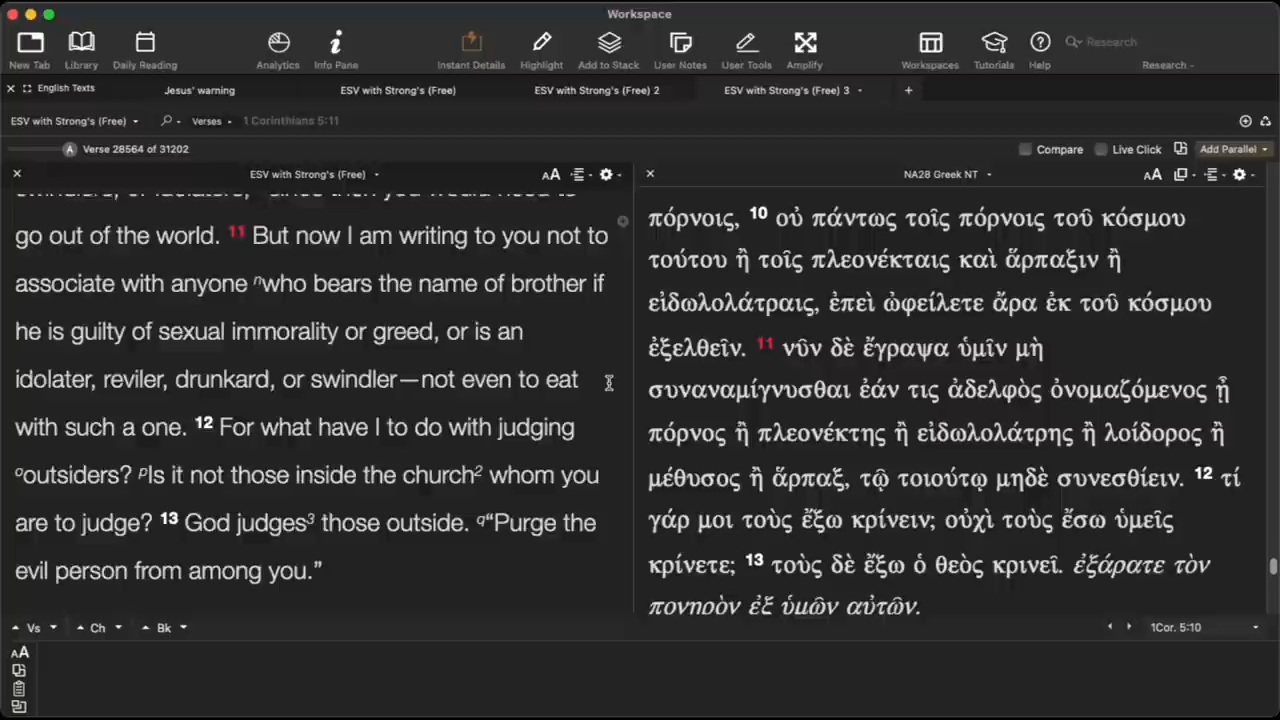 Workspace
New Tab
Library
Daily Reading
Analytics
Info Pane
Instant Details
Highlight
Add to Stack
User Notes
User Tools
Amplify
Workspaces
Tutorials
Help
Research
Research
English Texts
Jesus' warning
ESV with Strong's (Free)
ESV with Strong's (Free) 2
ESV with Strong's (Free) 3
+
ESV with Strong's (Free)
Verses
1 Corinthians 5:11
A Verse 28564 of 31202
Compare
Live Click
Add Parallel
ESV with Strong's (Free)
AA
go out of the world. 11 But now I am writing to you not to
associate with anyone ⁿwho bears the name of brother if
he is guilty of sexual immorality or greed, or is an
idolater, reviler, drunkard, or swindler—not even to eat
with such a one. 12 For what have I to do with judging
ᵒoutsiders? ᵖIs it not those inside the church² whom you
are to judge? 13 God judges³ those outside. ᑫ“Purge the
evil person from among you.”
NA28 Greek NT
AA
πόρνοις, 10 οὐ πάντως τοῖς πόρνοις τοῦ κόσμου
τούτου ἢ τοῖς πλεονέκταις καὶ ἅρπαξιν ἢ
εἰδωλολάτραις, ἐπεὶ ὠφείλετε ἄρα ἐκ τοῦ κόσμου
ἐξελθεῖν. 11 νῦν δὲ ἔγραψα ὑμῖν μὴ
συναναμίγνυσθαι ἐάν τις ἀδελφὸς ὀνομαζόμενος ᾖ
πόρνος ἢ πλεονέκτης ἢ εἰδωλολάτρης ἢ λοίδορος ἢ
μέθυσος ἢ ἅρπαξ, τῷ τοιούτῳ μηδὲ συνεσθίειν. 12 τί
γάρ μοι τοὺς ἔξω κρίνειν; οὐχὶ τοὺς ἔσω ὑμεῖς
κρίνετε; 13 τοὺς δὲ ἔξω ὁ θεὸς κρινεῖ. ἐξάρατε τὸν
πονηρὸν ἐξ ὑμῶν αὐτῶν.
Vs
Ch
Bk
1Cor. 5:10
AA